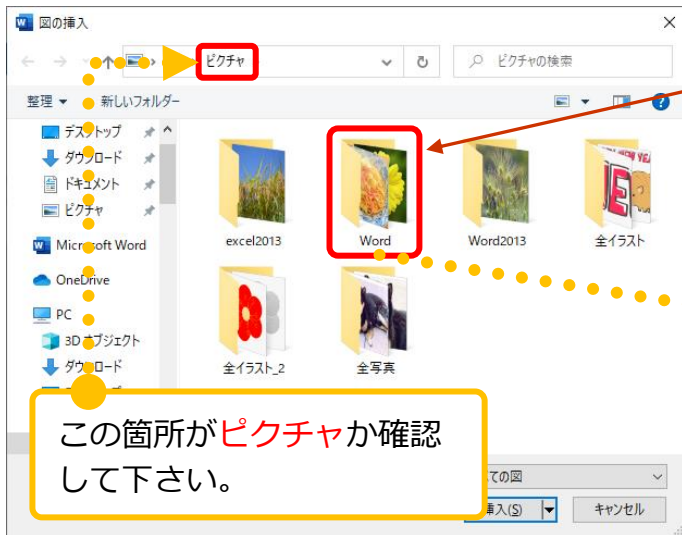 図の挿入
ピクチャ
ピクチャの検索
整理
新しいフォルダー
デスクトップ
ダウンロード
ドキュメント
ピクチャ
Microsoft Word
OneDrive
PC
3D オブジェクト
ダウンロード
excel2013
Word
Word2013
全イラスト
全イラスト_2
全写真
この箇所がピクチャか確認
して下さい。
ての図
挿入(S)
キャンセル